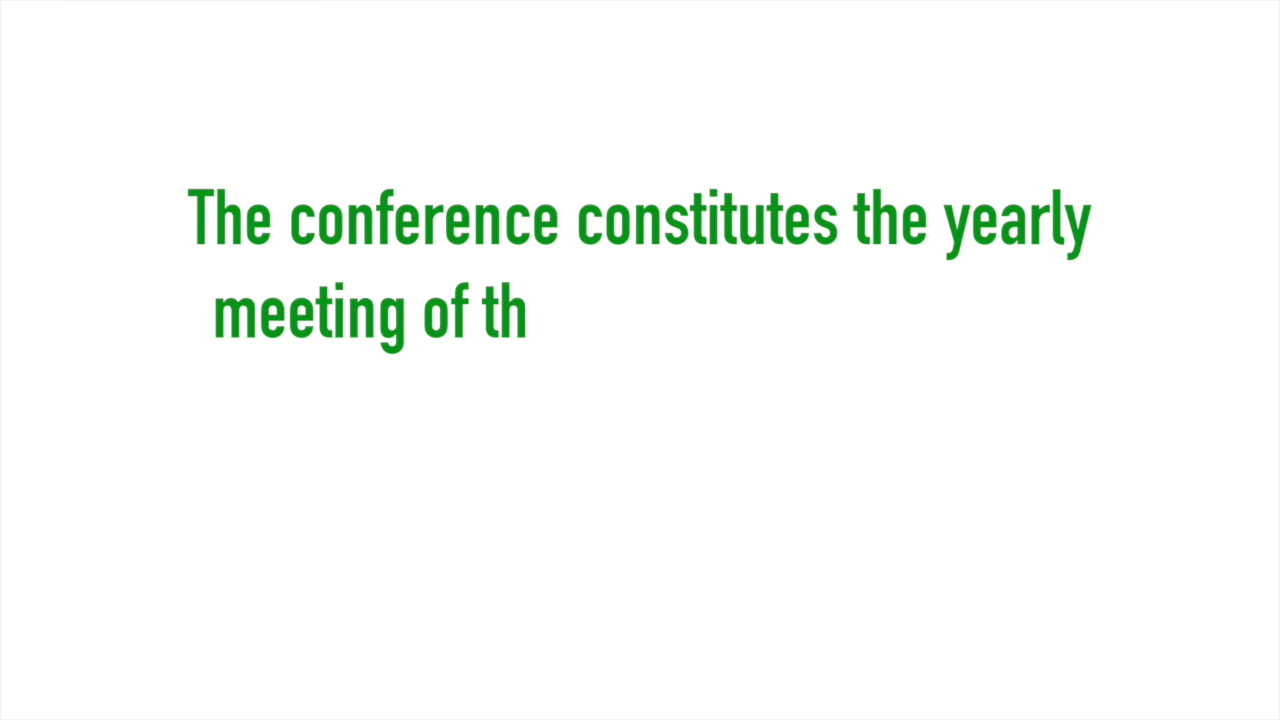 The conference constitutes the yearly
meeting of th